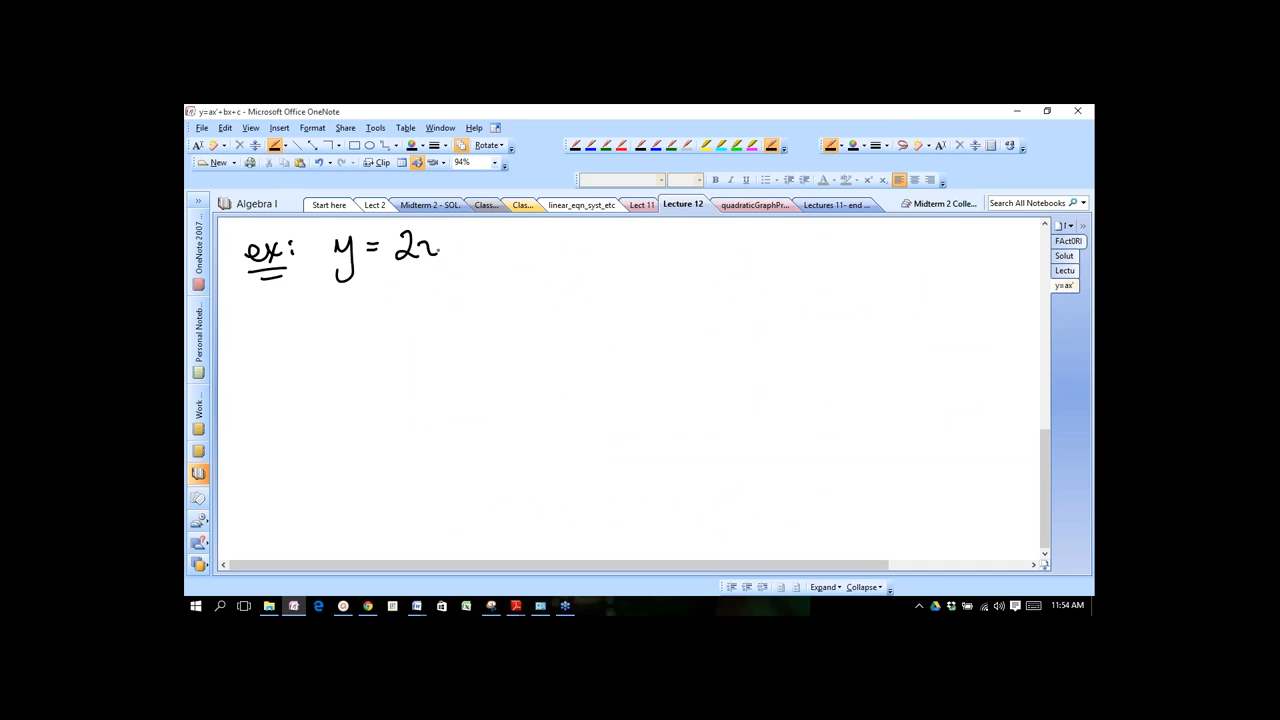 y=ax²+bx+c - Microsoft Office OneNote
File Edit View Insert Format Share Tools Table Window Help
Rotate
New Clip 94%
B I U
Algebra I Start here Lect 2 Midterm 2 - SOL. Class... Clas... linear_eqn_syst_etc Lect 11 Lecture 12 quadraticGraphPr... Lectures 11- end ... Midterm 2 Colle... Search All Notebooks
OneNote 2007
Personal Noteb
Work
ex: y = 2
FActORI
Solut
Lectu
y=ax²
Expand Collapse
11:54 AM